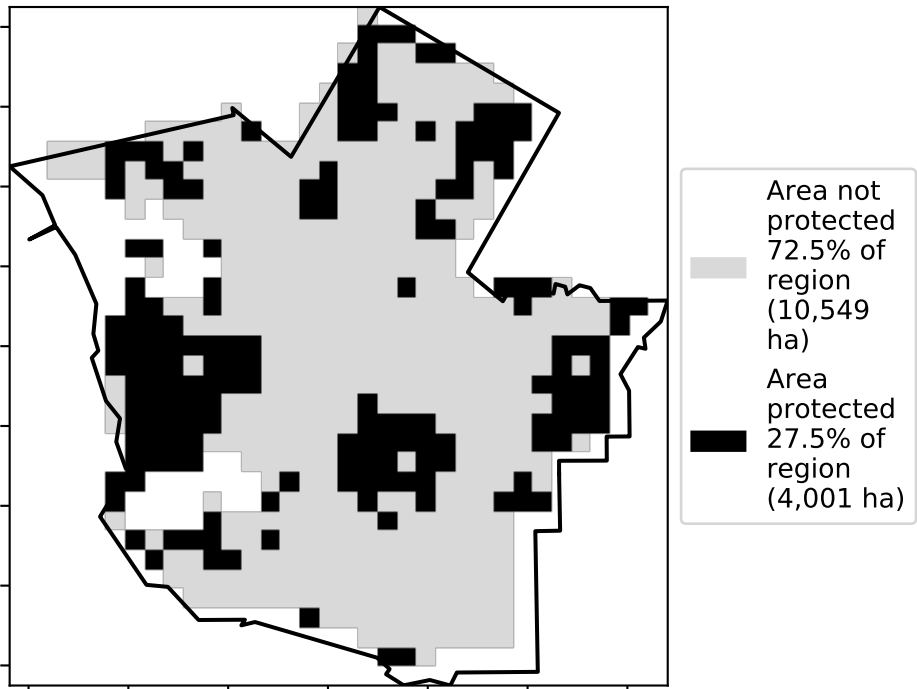 Area not
protected
72.5% of
region
(10,549
ha)
Area
protected
27.5% of
region
(4,001 ha)